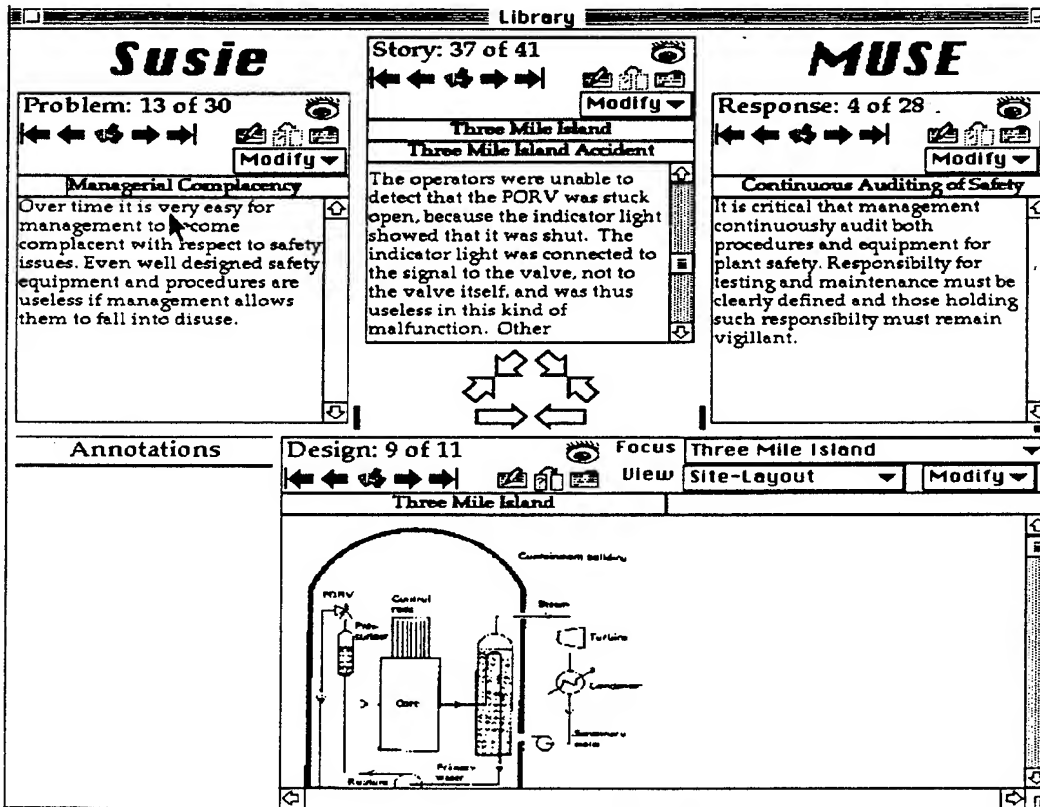 Library
Susie
MUSE
Story: 37 of 41
Modify
Three Mile Island
Three Mile Island Accident
The operators were unable to
detect that the PORV was stuck
open, because the indicator light
showed that it was shut. The
indicator light was connected to
the signal to the valve, not to
the valve itself, and was thus
useless in this kind of
malfunction. Other
Problem: 13 of 30
Modify
Managerial Complacency
Over time it is very easy for
management to become
complacent with respect to safety
issues. Even well designed safety
equipment and procedures are
useless if management allows
them to fall into disuse.
Response: 4 of 28
Modify
Continuous Auditing of Safety
It is critical that management
continuously audit both
procedures and equipment for
plant safety. Responsibilty for
testing and maintenance must be
clearly defined and those holding
such responsibilty must remain
vigillant.
Annotations
Design: 9 of 11
Focus Three Mile Island
View Site-Layout
Modify
Three Mile Island
Containment building
PORV
Control
rods
Steam
Turbine
Condenser
Core
Primary
water